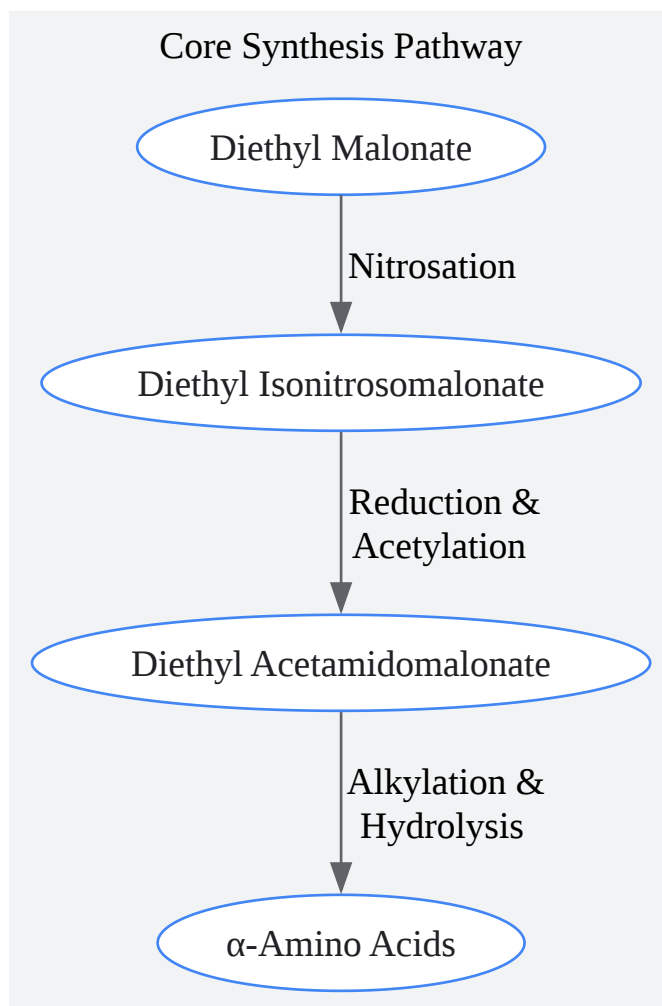 Core Synthesis Pathway
Diethyl Malonate
Nitrosation
Diethyl Isonitrosomalonate
Reduction &
Acetylation
Diethyl Acetamidomalonate
Alkylation &
Hydrolysis
α-Amino Acids